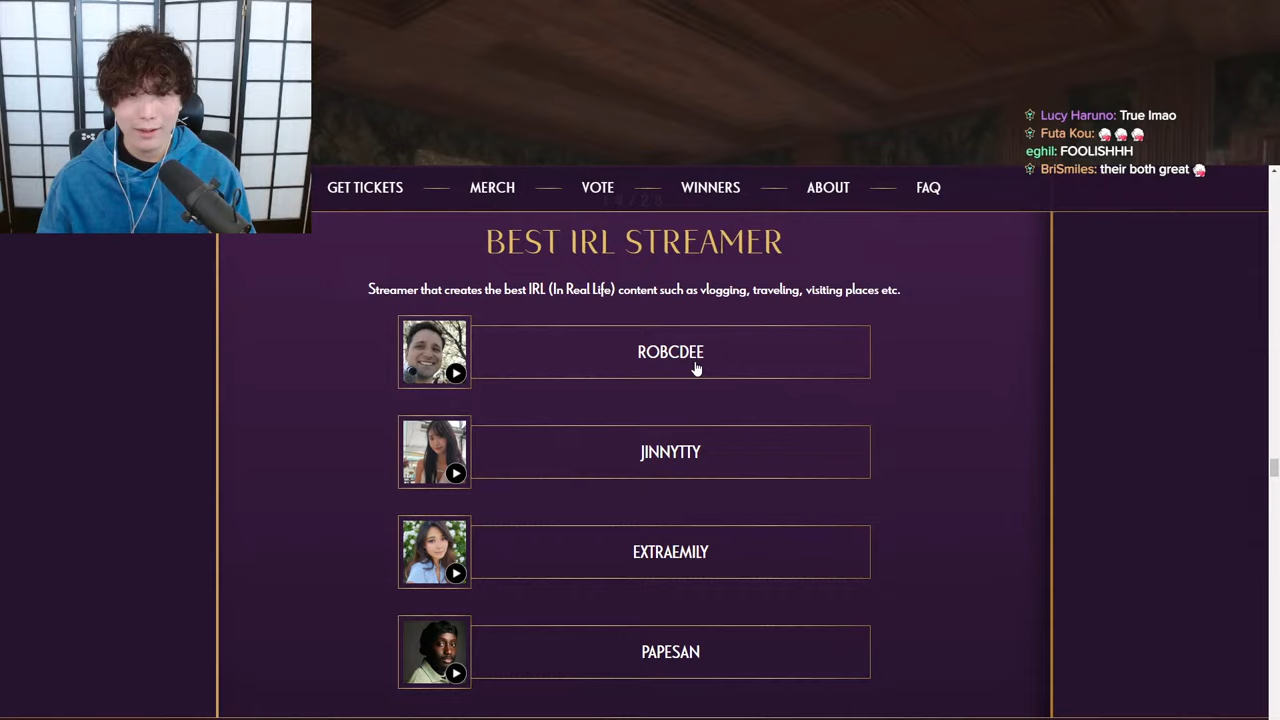 Lucy Haruno: True lmao
Futa Kou:
eghil: FOOLISHHH
BriSmiles: their both great
GET TICKETS
MERCH
VOTE
WINNERS
ABOUT
FAQ
BEST IRL STREAMER
Streamer that creates the best IRL (In Real Life) content such as vlogging, traveling, visiting places etc.
ROBCDEE
JINNYTTY
EXTRAEMILY
PAPESAN